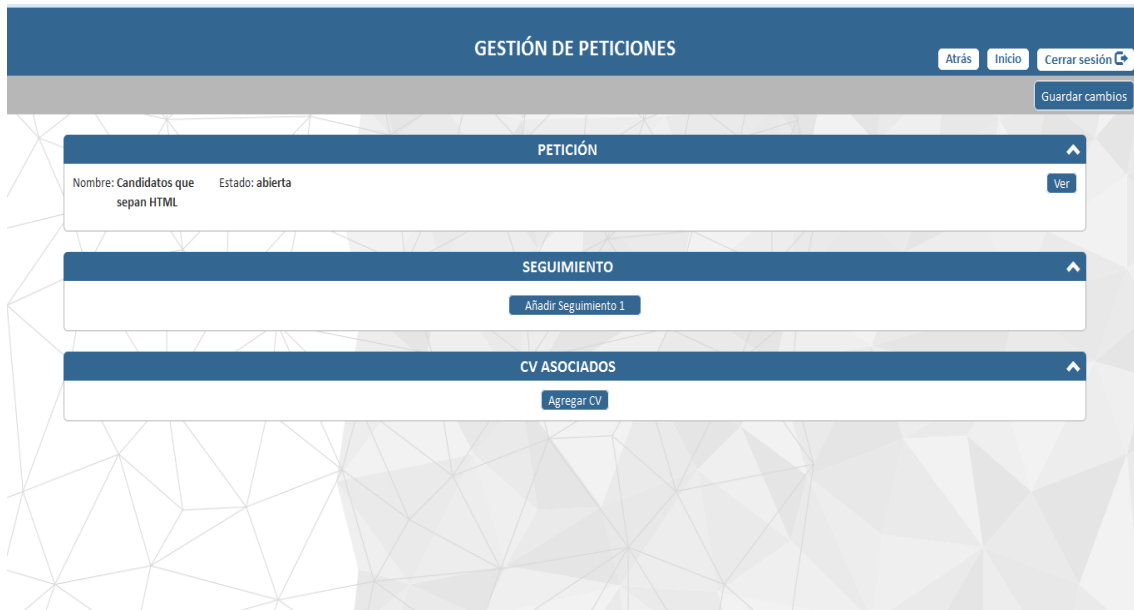 GESTIÓN DE PETICIONES
Atrás Inicio Cerrar sesión
Guardar cambios
PETICIÓN
Nombre: Candidatos que Estado: abierta Ver
sepan HTML
SEGUIMIENTO
Añadir Seguimiento 1
CV ASOCIADOS
Agregar CV